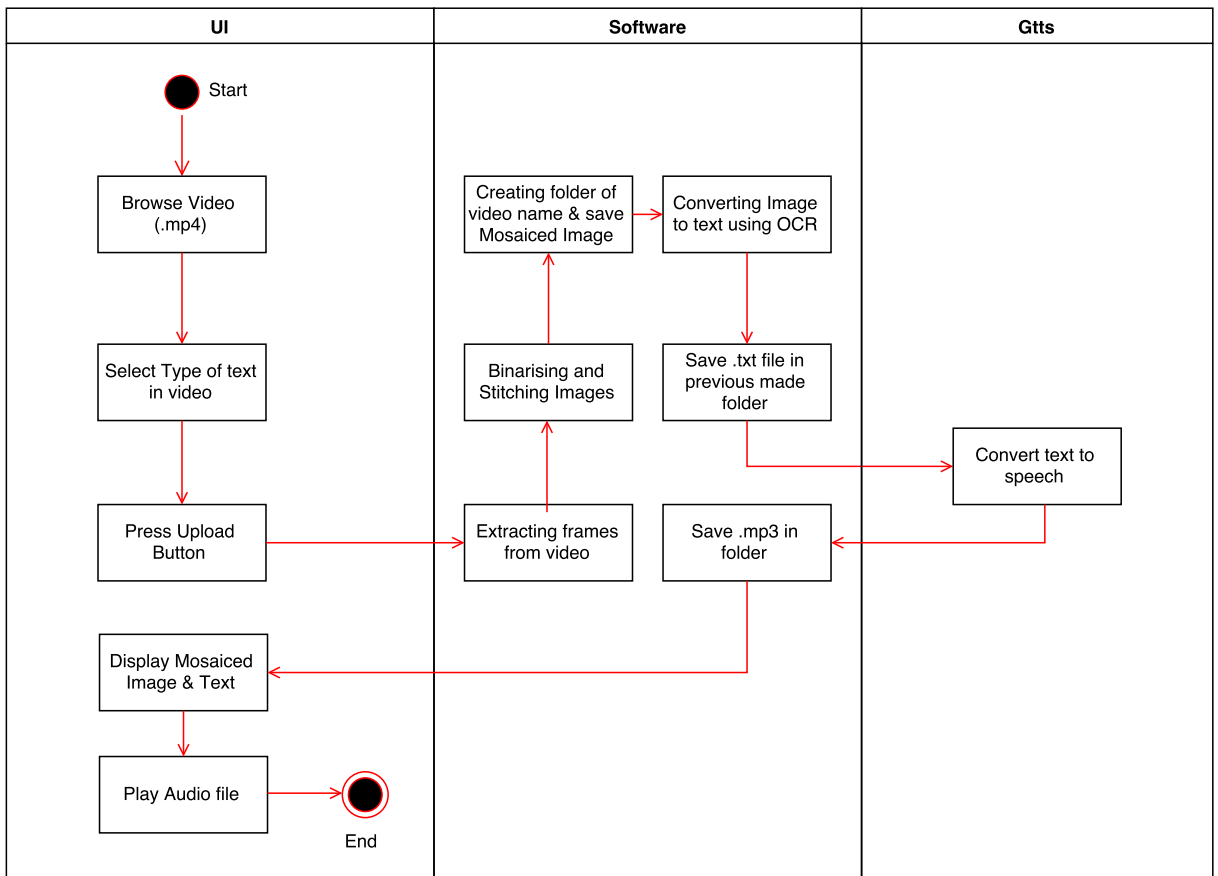 UI
Software
Gtts
Start
Browse Video
(.mp4)
Select Type of text
in video
Press Upload
Button
Extracting frames
from video
Binarising and
Stitching Images
Creating folder of
video name & save
Mosaiced Image
Converting Image
to text using OCR
Save .txt file in
previous made
folder
Convert text to
speech
Save .mp3 in
folder
Display Mosaiced
Image & Text
Play Audio file
End